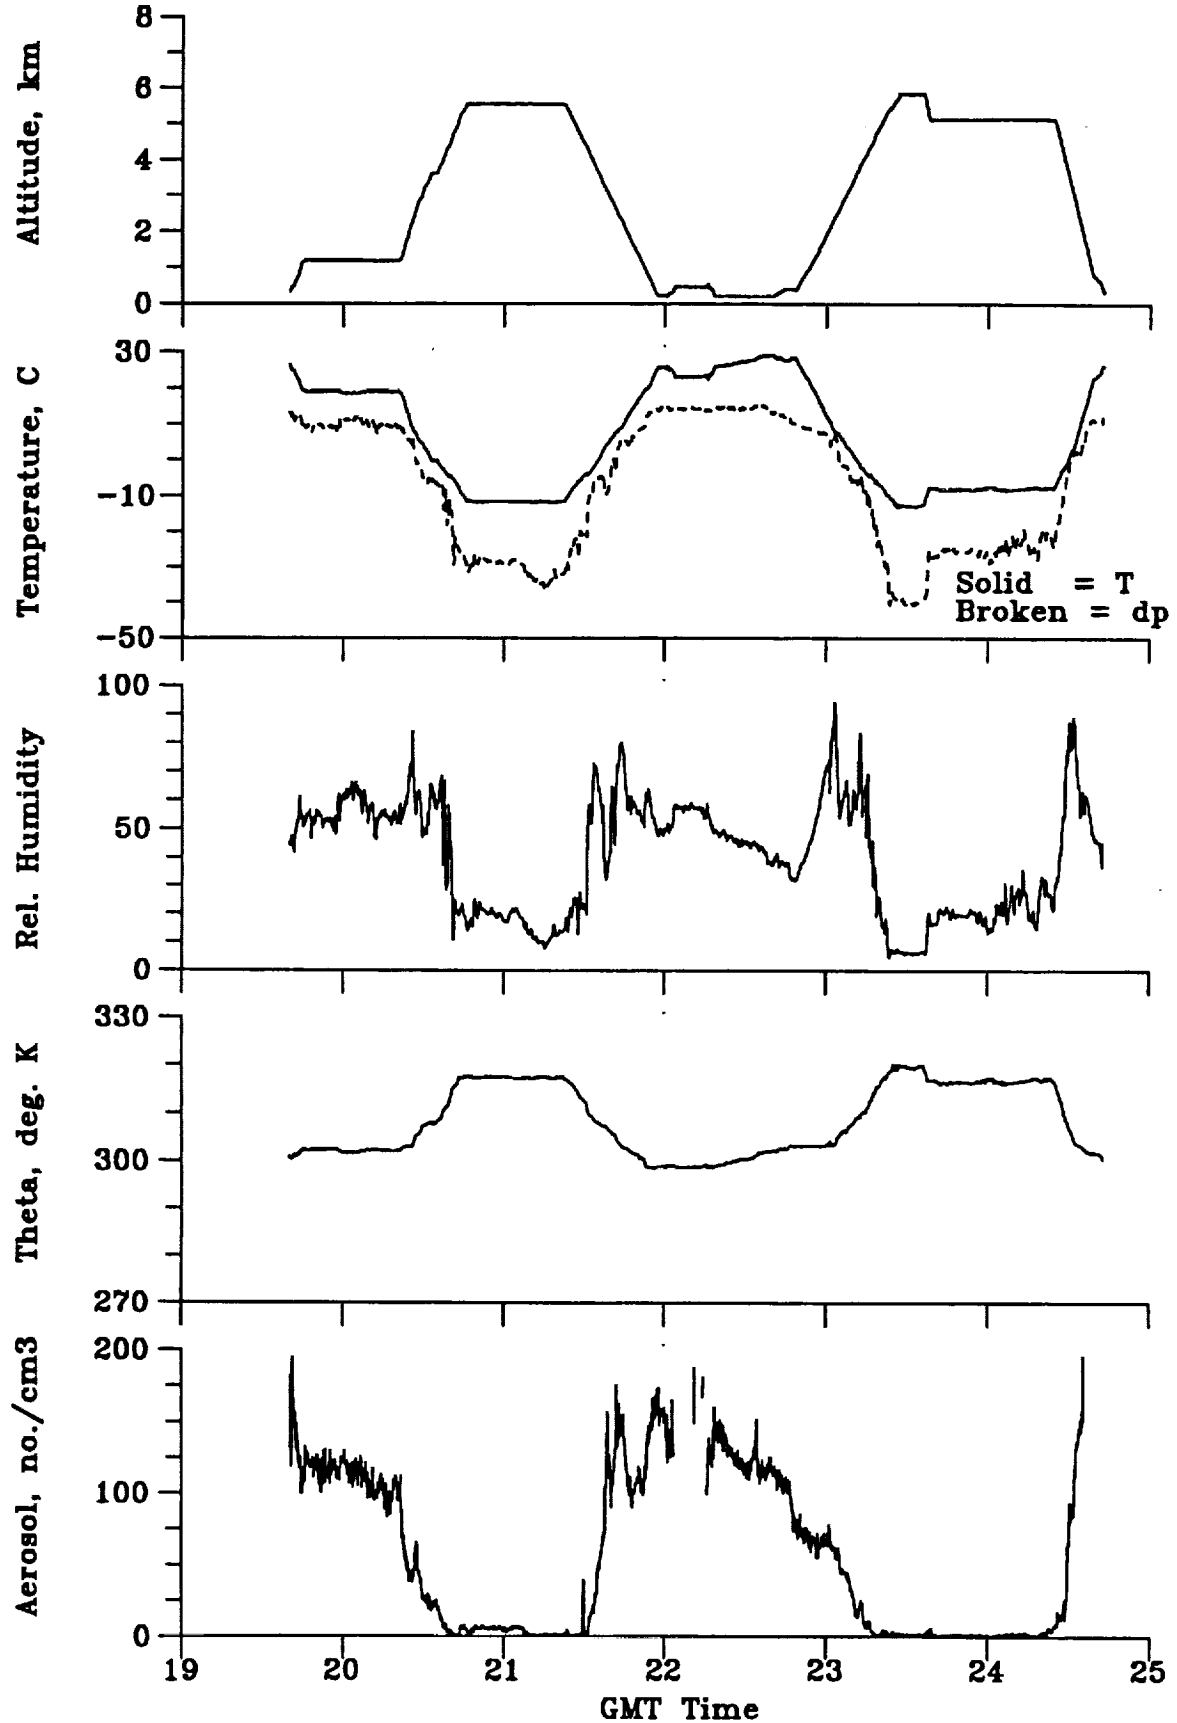 Altitude, km
8
6
4
2
0
Temperature, C
30
-10
-50
Solid = T
Broken = dp
Rel. Humidity
100
50
0
Theta, deg. K
330
300
270
Aerosol, no./cm3
200
100
0
19 20 21 22 23 24 25
GMT Time